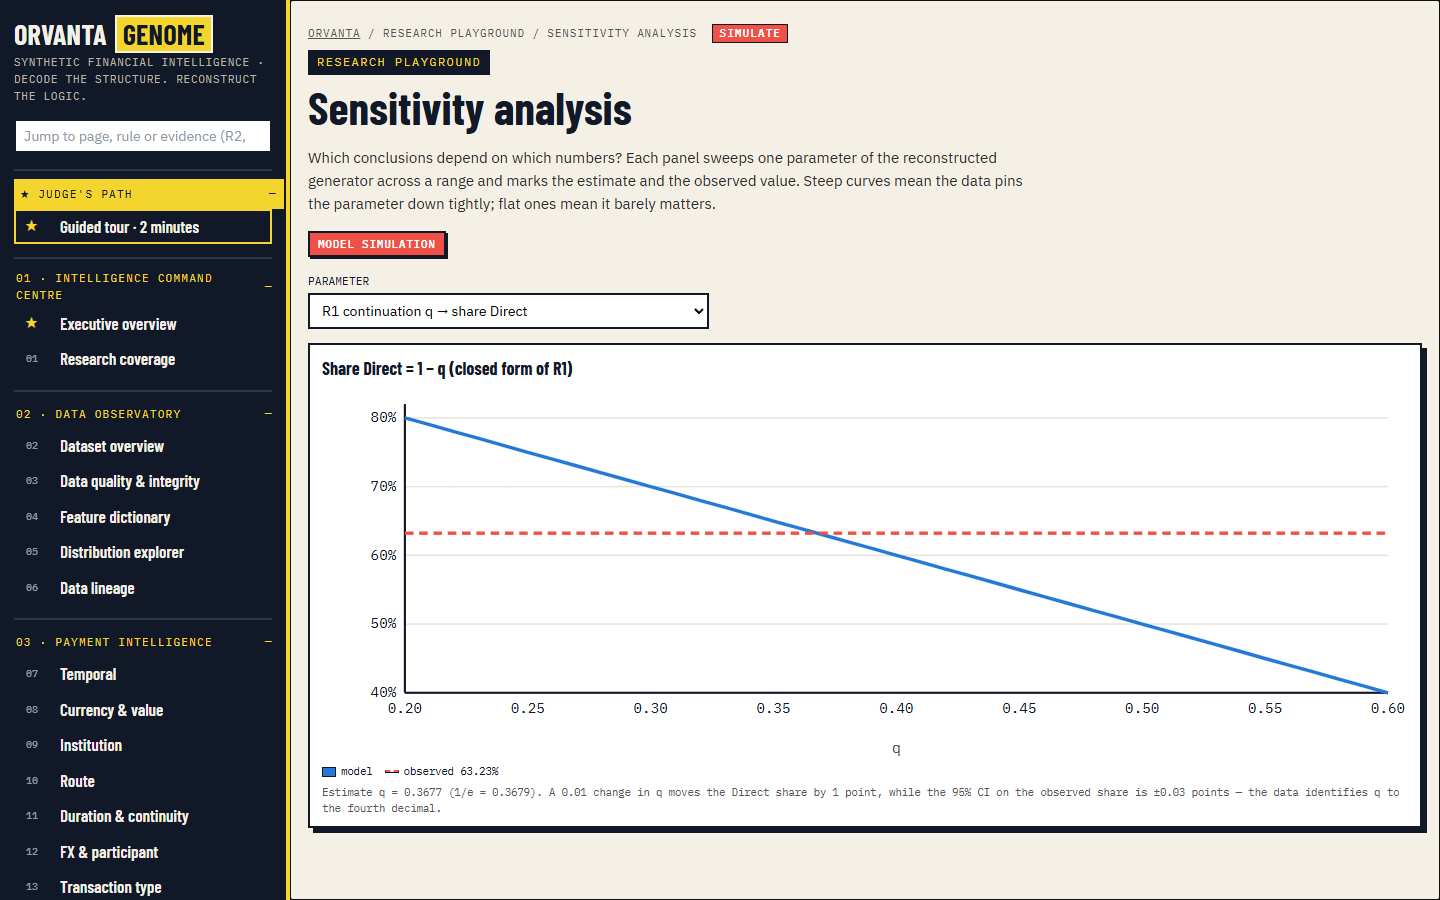 ORVANTA GENOME
SYNTHETIC FINANCIAL INTELLIGENCE ·
DECODE THE STRUCTURE. RECONSTRUCT
THE LOGIC.
Jump to page, rule or evidence (R2,
★ JUDGE'S PATH −
★ Guided tour · 2 minutes
01 · INTELLIGENCE COMMAND
CENTRE −
★ Executive overview
01 Research coverage
02 · DATA OBSERVATORY −
02 Dataset overview
03 Data quality & integrity
04 Feature dictionary
05 Distribution explorer
06 Data lineage
03 · PAYMENT INTELLIGENCE −
07 Temporal
08 Currency & value
09 Institution
10 Route
11 Duration & continuity
12 FX & participant
13 Transaction type
ORVANTA / RESEARCH PLAYGROUND / SENSITIVITY ANALYSIS SIMULATE
RESEARCH PLAYGROUND
Sensitivity analysis
Which conclusions depend on which numbers? Each panel sweeps one parameter of the reconstructed
generator across a range and marks the estimate and the observed value. Steep curves mean the data pins
the parameter down tightly; flat ones mean it barely matters.
MODEL SIMULATION
PARAMETER
R1 continuation q → share Direct
Share Direct = 1 − q (closed form of R1)
80%
70%
60%
50%
40%
0.20 0.25 0.30 0.35 0.40 0.45 0.50 0.55 0.60
q
model observed 63.23%
Estimate q = 0.3677 (1/e = 0.3679). A 0.01 change in q moves the Direct share by 1 point, while the 95% CI on the observed share is ±0.03 points — the data identifies q to
the fourth decimal.